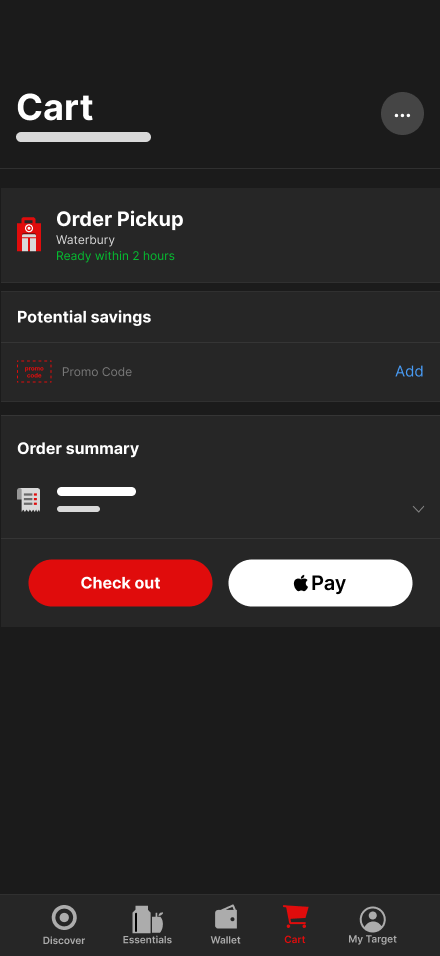 Cart
Order Pickup
Waterbury
Ready within 2 hours
Potential savings
promo
code
Promo Code
Add
Order summary
Check out
Pay
Discover
Essentials
Wallet
Cart
My Target